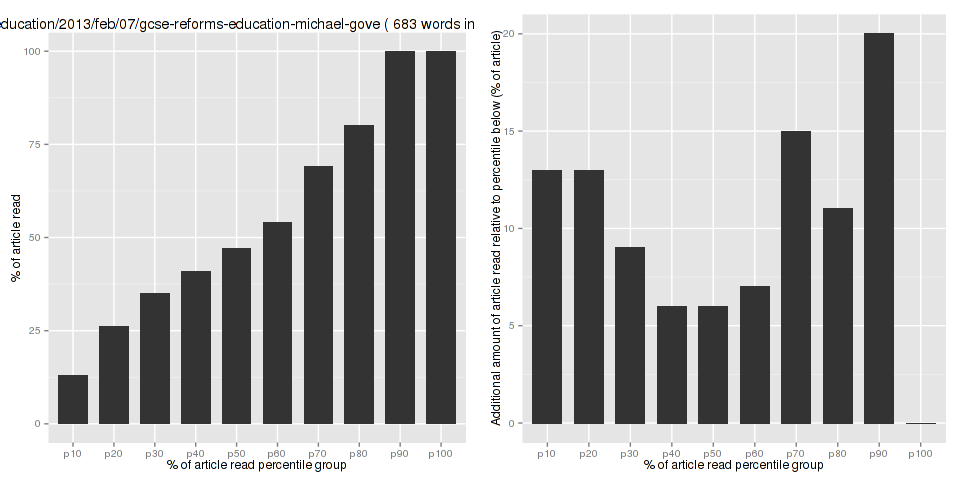 education/2013/feb/07/gcse-reforms-education-michael-gove ( 683 words in
% of article read
100
75
50
25
0
p10 p20 p30 p40 p50 p60 p70 p80 p90 p100
% of article read percentile group
Additional amount of article read relative to percentile below (% of article)
20
15
10
5
0
p10 p20 p30 p40 p50 p60 p70 p80 p90 p100
% of article read percentile group